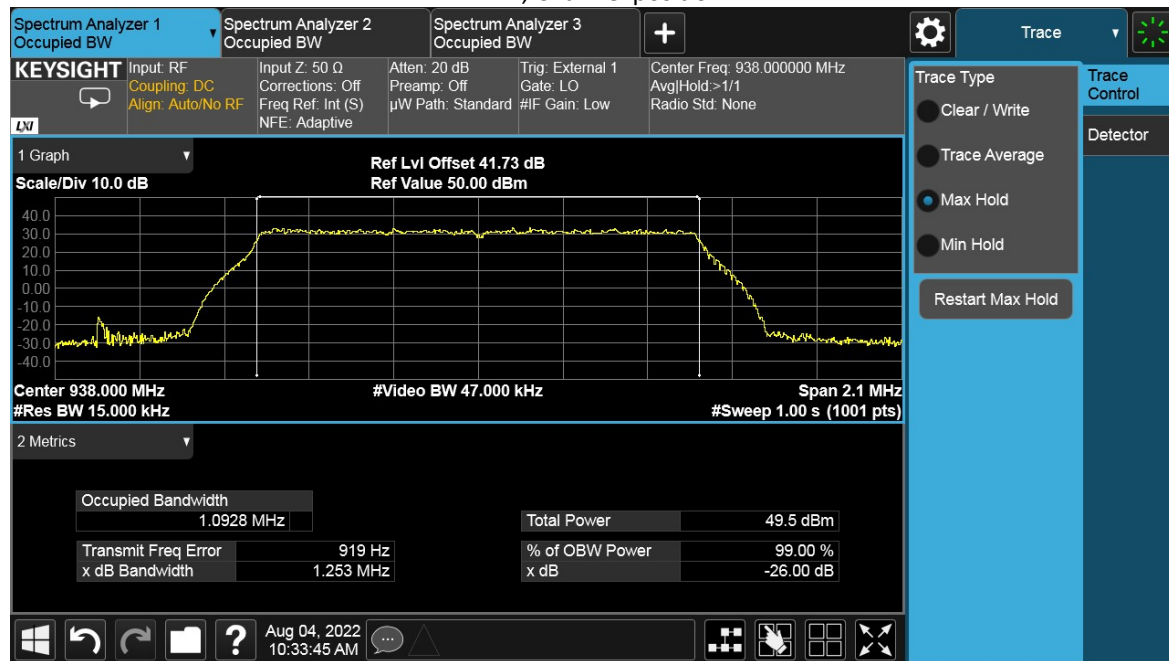 Spectrum Analyzer 1
Occupied BW
Spectrum Analyzer 2
Occupied BW
Spectrum Analyzer 3
Occupied BW
+
Trace
KEYSIGHT
LXI
Input: RF
Coupling: DC
Align: Auto/No RF
Input Z: 50 Ω
Corrections: Off
Freq Ref: Int (S)
NFE: Adaptive
Atten: 20 dB
Preamp: Off
µW Path: Standard
Trig: External 1
Gate: LO
#IF Gain: Low
Center Freq: 938.000000 MHz
Avg|Hold:>1/1
Radio Std: None
Trace Type
Clear / Write
Trace Average
Max Hold
Min Hold
Restart Max Hold
Trace
Control
Detector
1 Graph
Scale/Div 10.0 dB
Ref Lvl Offset 41.73 dB
Ref Value 50.00 dBm
40.0
30.0
20.0
10.0
0.00
-10.0
-20.0
-30.0
-40.0
Center 938.000 MHz
#Res BW 15.000 kHz
#Video BW 47.000 kHz
Span 2.1 MHz
#Sweep 1.00 s (1001 pts)
2 Metrics
Occupied Bandwidth
1.0928 MHz
Total Power 49.5 dBm
Transmit Freq Error 919 Hz
% of OBW Power 99.00 %
x dB Bandwidth 1.253 MHz
x dB -26.00 dB
?
Aug 04, 2022
10:33:45 AM